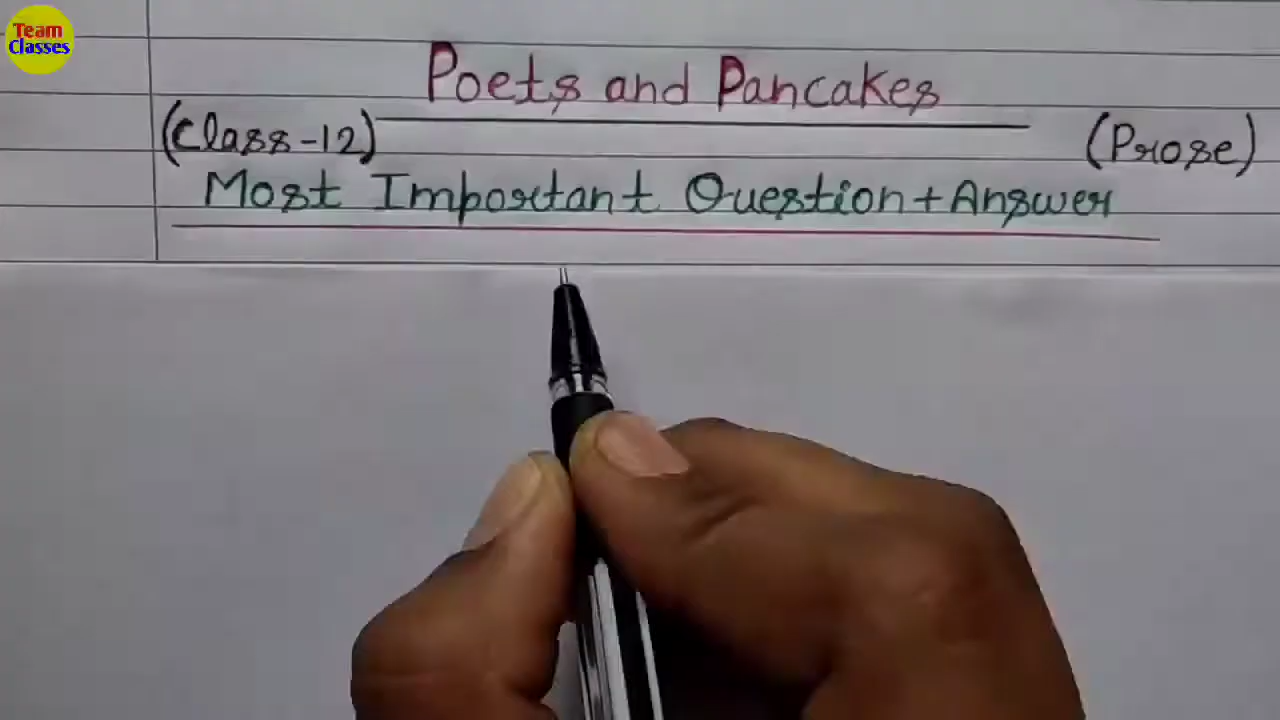 Team
Classes
Poets and Pancakes
(Class-12)
(Prose)
Most Important Question+Answer